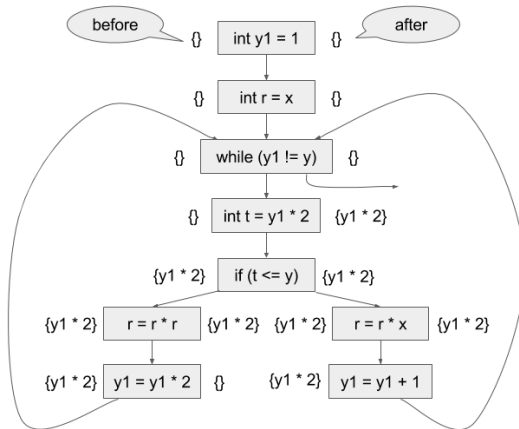 before
after
{} int y1 = 1 {}
{} int r = x {}
{} while (y1 != y) {}
{} int t = y1 * 2 {y1 * 2}
{y1 * 2} if (t <= y) {y1 * 2}
{y1 * 2} r = r * r {y1 * 2} {y1 * 2} r = r * x {y1 * 2}
{y1 * 2} y1 = y1 * 2 {} {y1 * 2} y1 = y1 + 1